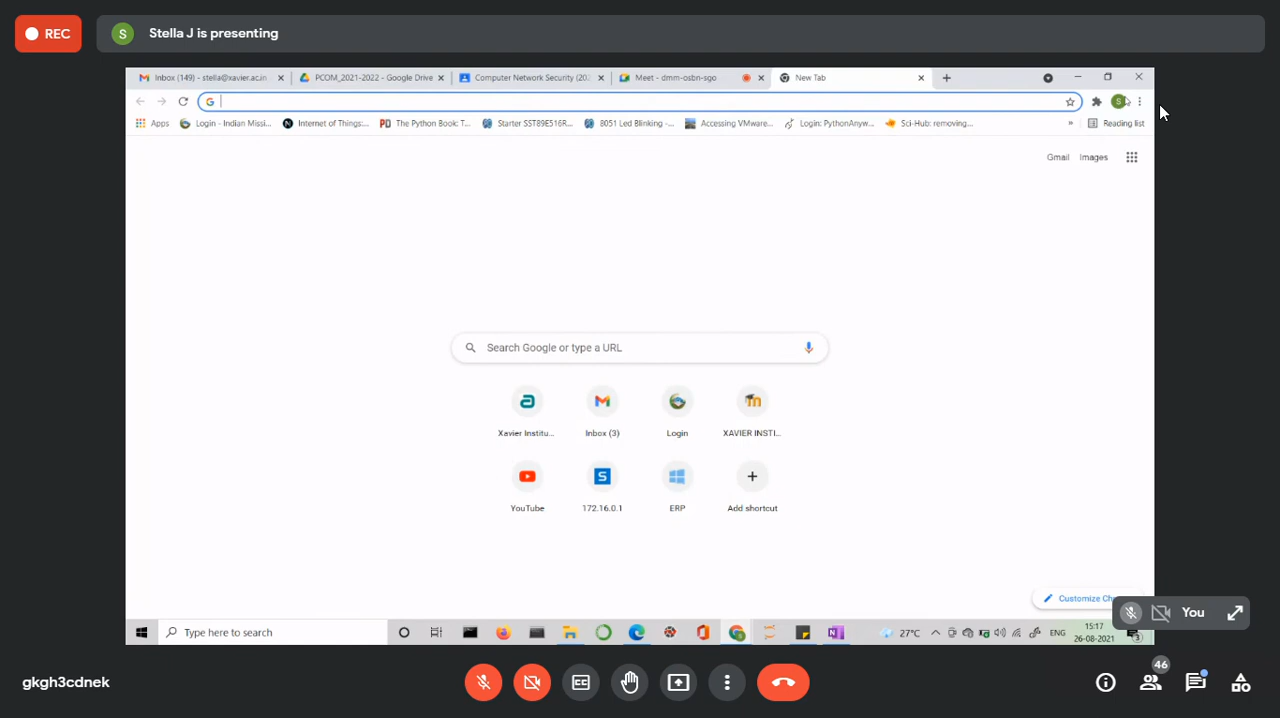 REC
S
Stella J is presenting
Inbox (149) - stella@xavier.ac.in
PCOM_2021-2022 - Google Drive
Computer Network Security (202
Meet - dmm-osbn-sgo
New Tab
G
S
Apps
Login - Indian Missi...
Internet of Things:...
PD The Python Book: T...
Starter SST89E516R...
8051 Led Blinking -...
Accessing VMware...
Login: PythonAnyw...
Sci-Hub: removing...
»
Reading list
Gmail Images
Search Google or type a URL
Xavier Institu...
Inbox (3)
Login
XAVIER INSTI...
S
YouTube
172.16.0.1
ERP
Add shortcut
Customize Ch
You
Type here to search
27°C
ENG
15:17
26-08-2021
gkgh3cdnek
CC
46